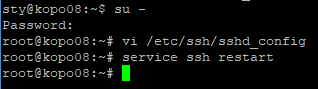 sty@kopo08:~$ su -
Password:
root@kopo08:~# vi /etc/ssh/sshd_config
root@kopo08:~# service ssh restart
root@kopo08:~#